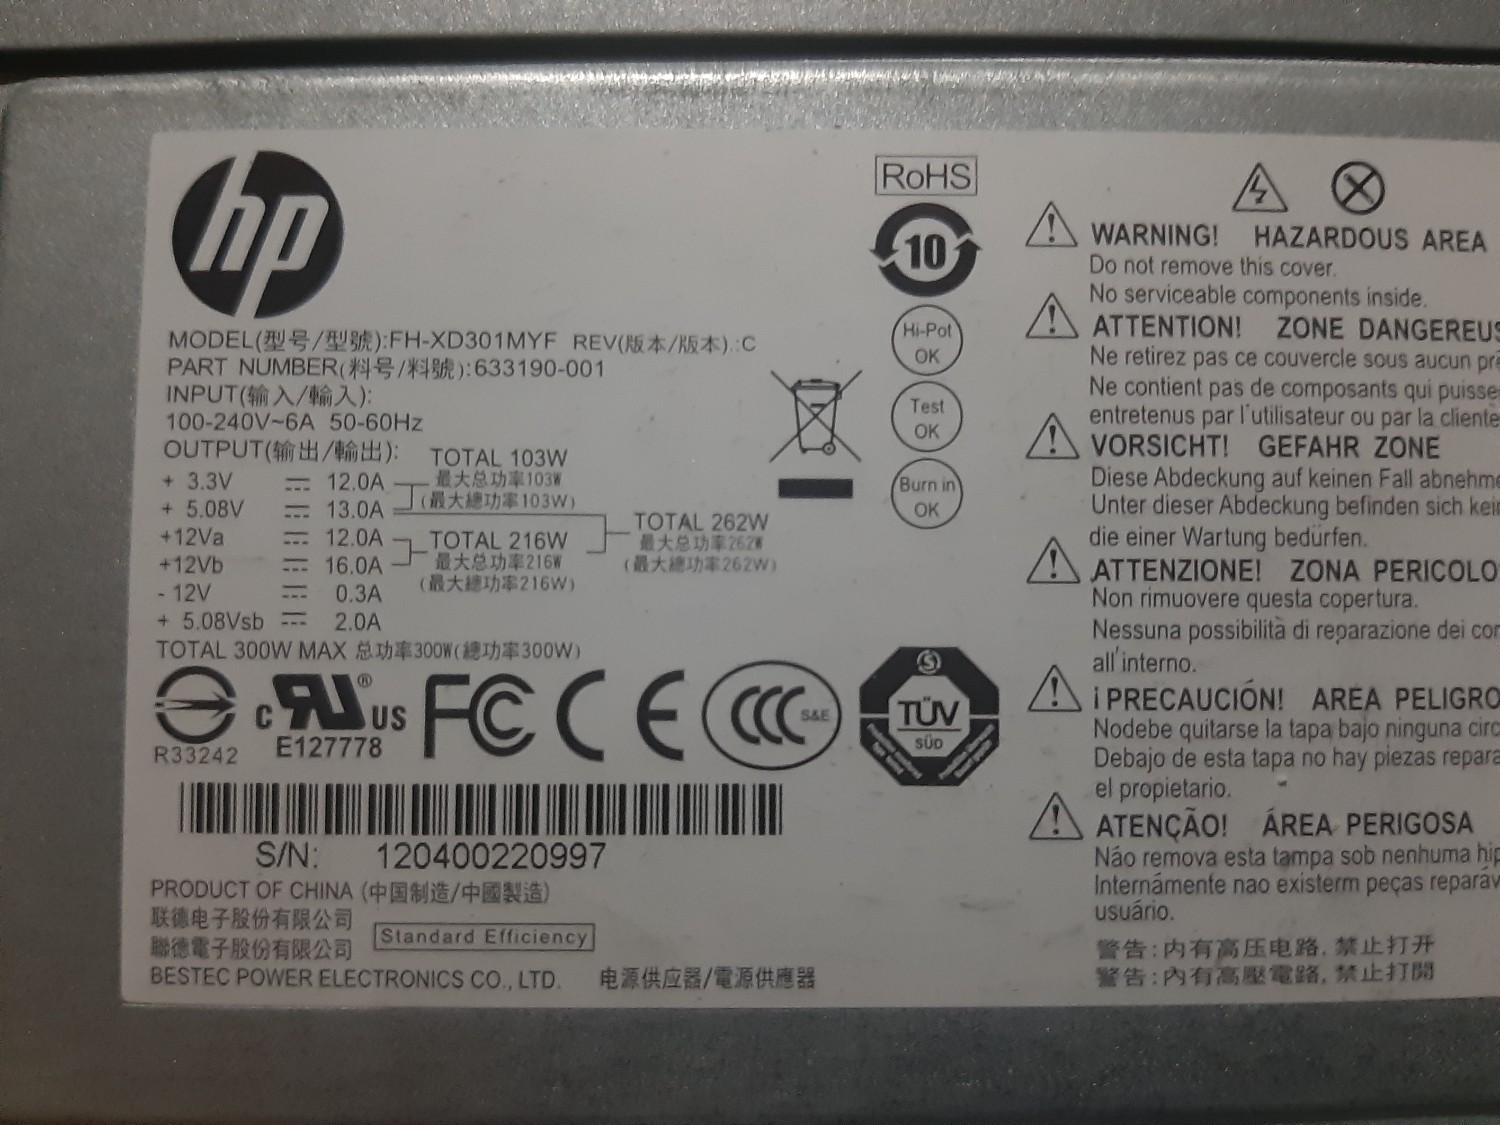 hp
MODEL(型号/型號):FH-XD301MYF REV(版本/版本).:C
PART NUMBER(料号/料號):633190-001
INPUT(输入/輸入):
100-240V~6A 50-60Hz
OUTPUT(输出/輸出):
+ 3.3V 12.0A
+ 5.08V 13.0A
+12Va 12.0A
+12Vb 16.0A
- 12V 0.3A
+ 5.08Vsb 2.0A
TOTAL 103W
最大总功率103W
(最大總功率103W)
TOTAL 216W
最大总功率216W
(最大總功率216W)
TOTAL 262W
最大总功率262W
(最大總功率262W)
TOTAL 300W MAX 总功率300W(總功率300W)
R33242
c RU® US
E127778
FC CE
CCC S&E
S
TÜV
SÜD
S/N: 120400220997
PRODUCT OF CHINA (中国制造/中國製造)
联德电子股份有限公司
聯德電子股份有限公司
Standard Efficiency
BESTEC POWER ELECTRONICS CO., LTD. 电源供应器/電源供應器
RoHS
10
Hi-Pot
OK
Test
OK
Burn in
OK
WARNING! HAZARDOUS AREA
Do not remove this cover.
No serviceable components inside.
ATTENTION! ZONE DANGEREUS
Ne retirez pas ce couvercle sous aucun pré
Ne contient pas de composants qui puisse
entretenus par l'utilisateur ou par la cliente
VORSICHT! GEFAHR ZONE
Diese Abdeckung auf keinen Fall abnehme
Unter dieser Abdeckung befinden sich kei
die einer Wartung bedürfen.
ATTENZIONE! ZONA PERICOLO
Non rimuovere questa copertura.
Nessuna possibilità di reparazione dei co
all'interno.
¡PRECAUCIÓN! AREA PELIGRO
Nodebe quitarse la tapa bajo ninguna circ
Debajo de esta tapa no hay piezas repara
el propietario.
ATENÇÃO! ÁREA PERIGOSA
Não remova esta tampa sob nenhuma hip
Internámente nao existerm peças reparáv
usuário.
警告:内有高压电路, 禁止打开
警告:內有高壓電路, 禁止打開